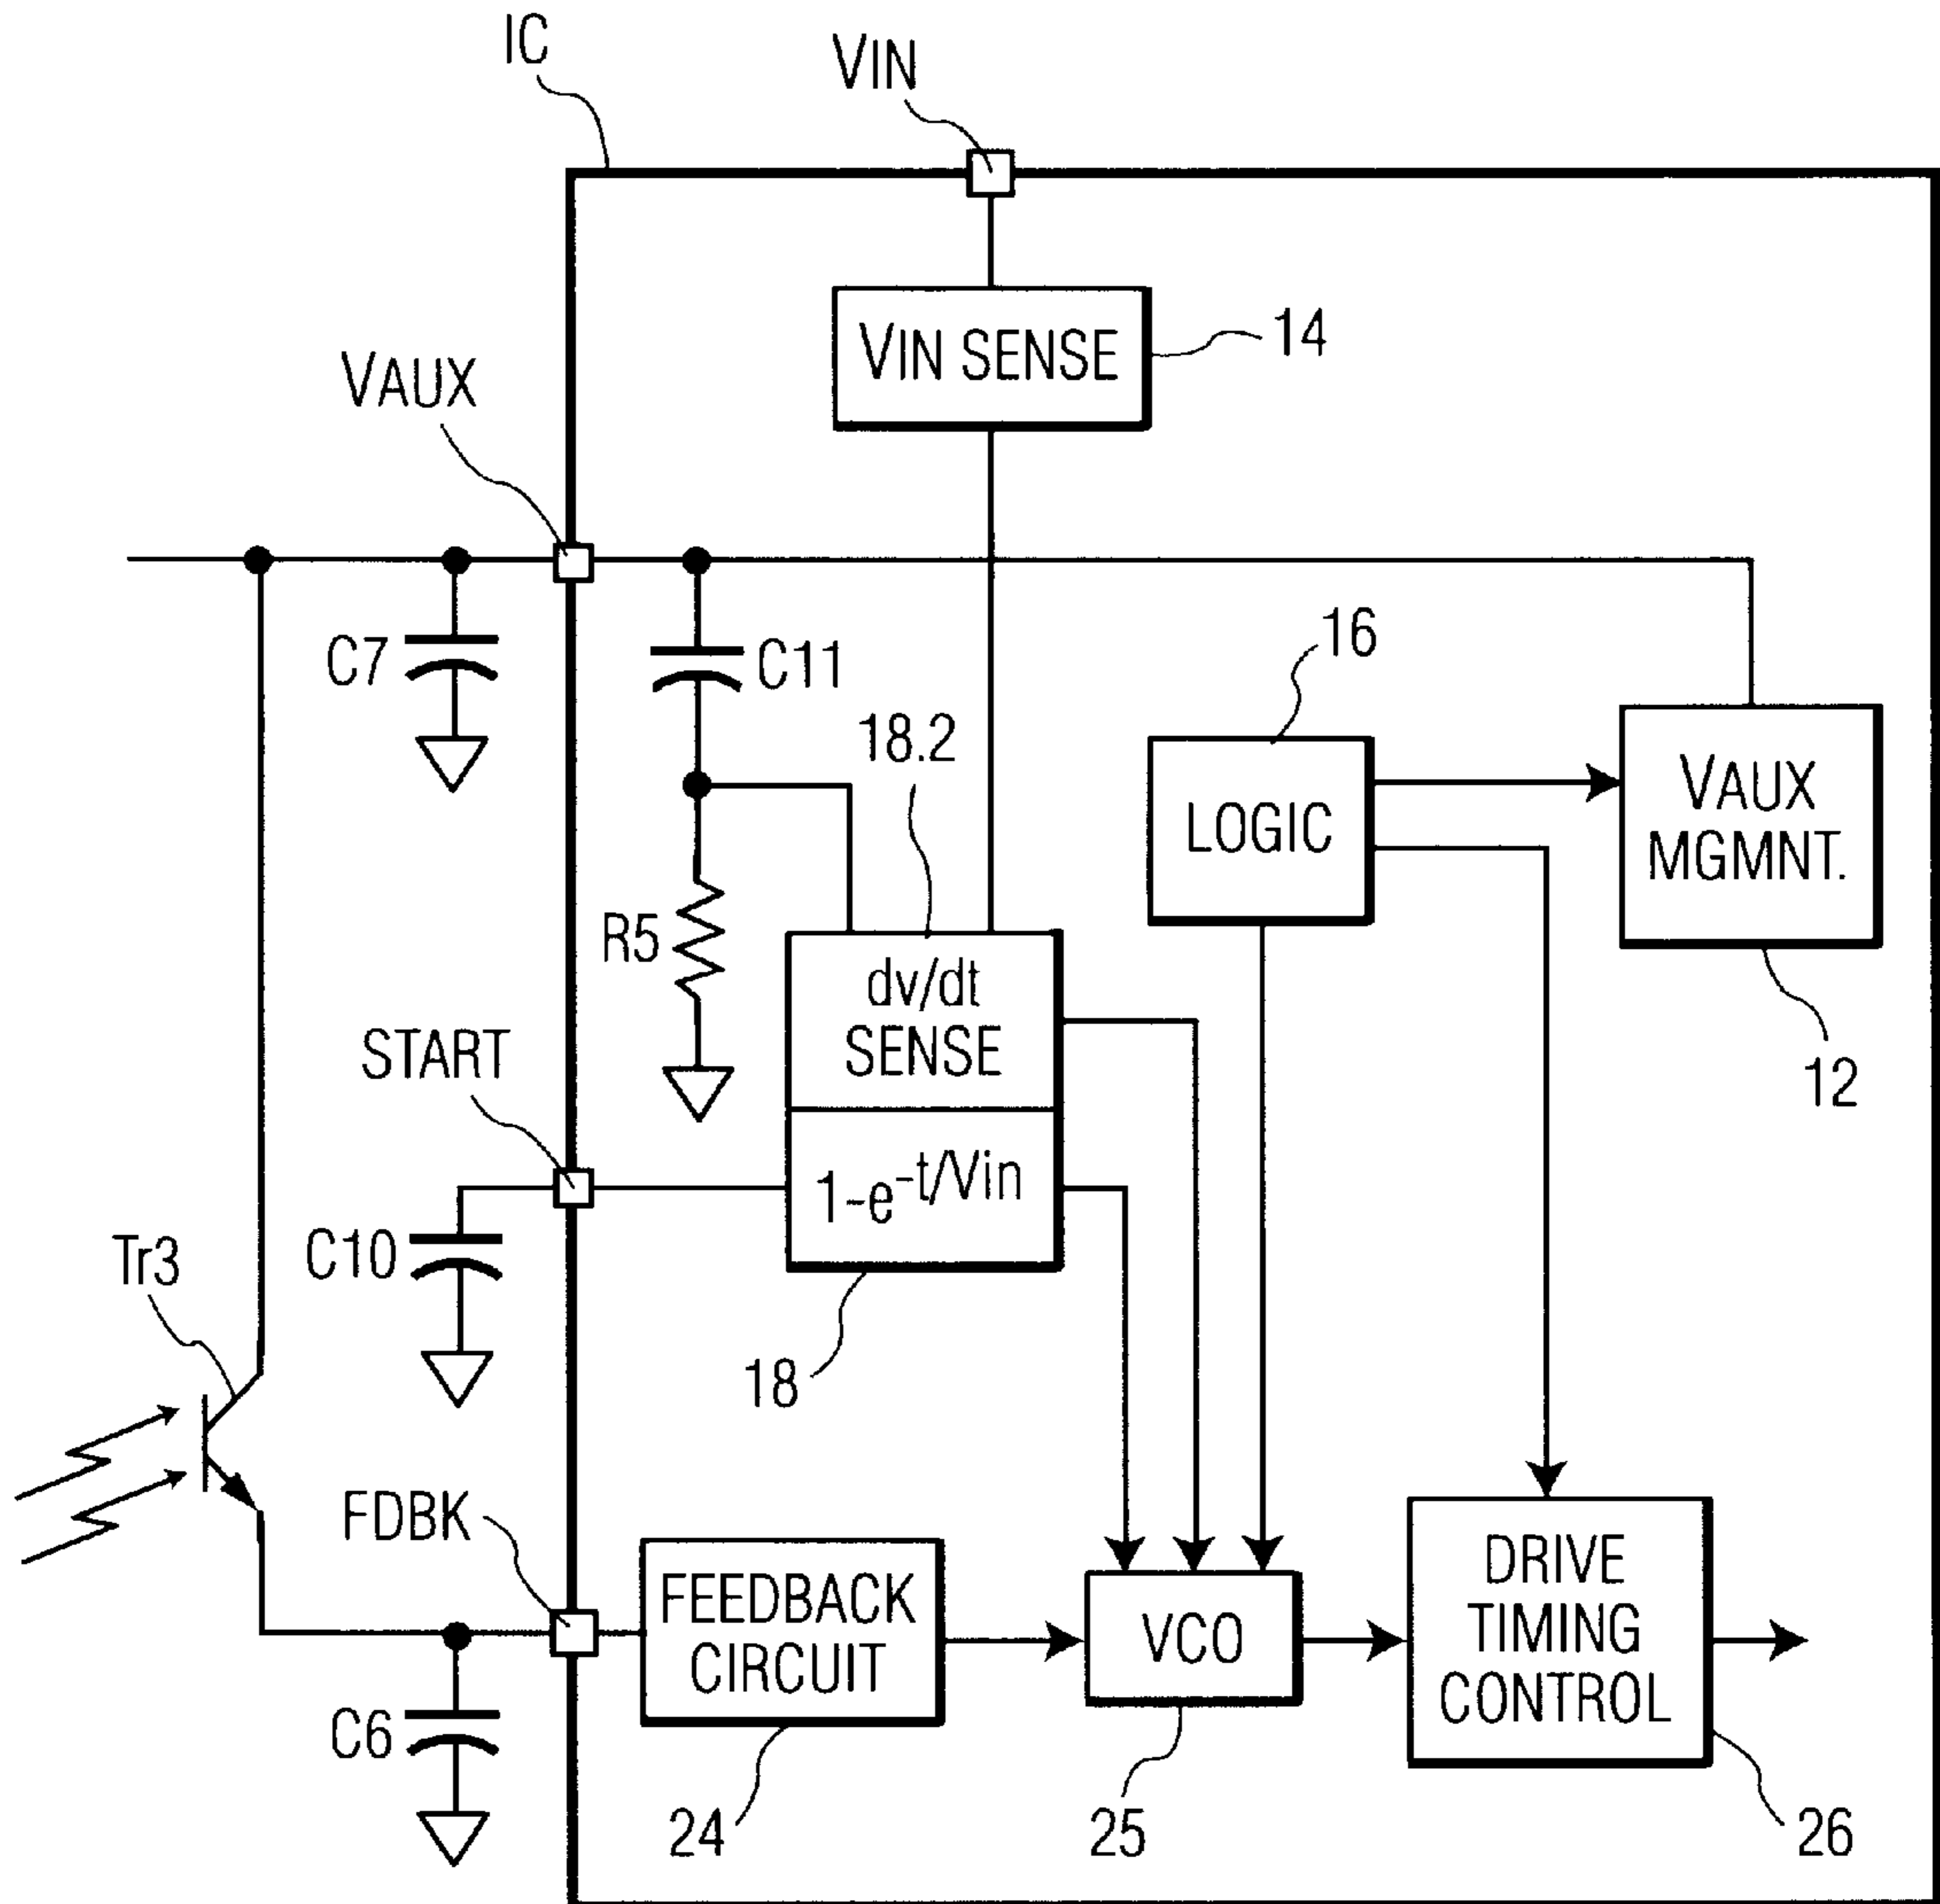 IC
VIN
VIN SENSE
14
VAUX
C7
C11
16
18.2
LOGIC
VAUX
MGMNT.
R5
dv/dt
SENSE
START
12
1-e-t/Vin
C10
Tr3
18
FDBK
FEEDBACK
CIRCUIT
VCO
DRIVE
TIMING
CONTROL
C6
24
25
26